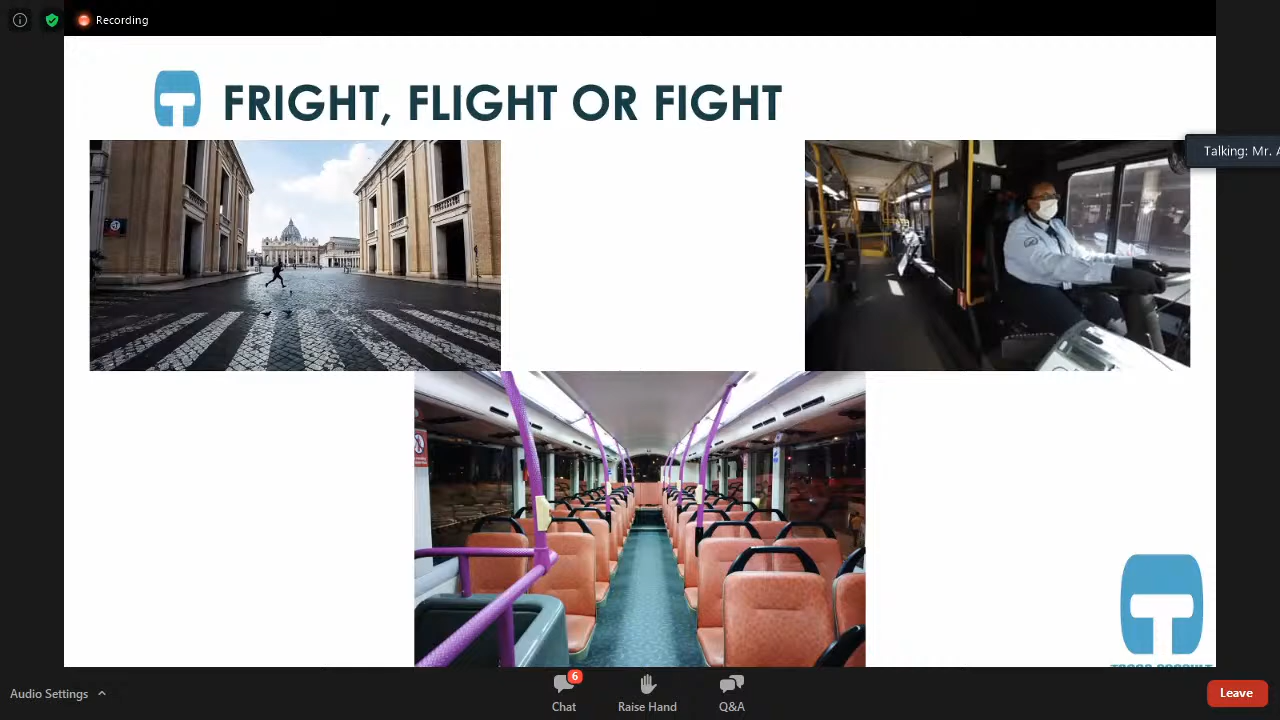 Recording
FRIGHT, FLIGHT OR FIGHT
Talking: Mr. A
Audio Settings
6
Chat
Raise Hand
Q&A
Leave